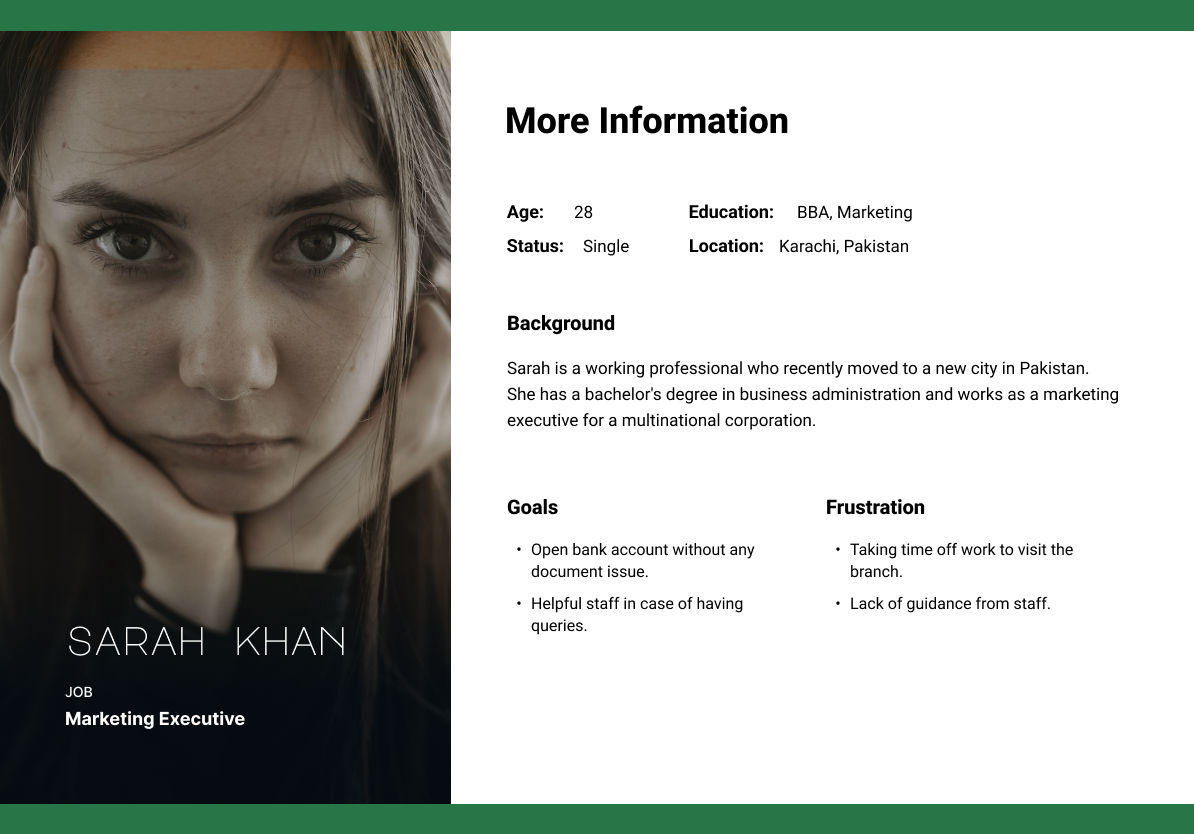 More Information
Age: 28 Education: BBA, Marketing
Status: Single Location: Karachi, Pakistan
Background
Sarah is a working professional who recently moved to a new city in Pakistan.
She has a bachelor's degree in business administration and works as a marketing
executive for a multinational corporation.
Goals
• Open bank account without any
document issue.
• Helpful staff in case of having
queries.
Frustration
• Taking time off work to visit the
branch.
• Lack of guidance from staff.
SARAH KHAN
JOB
Marketing Executive